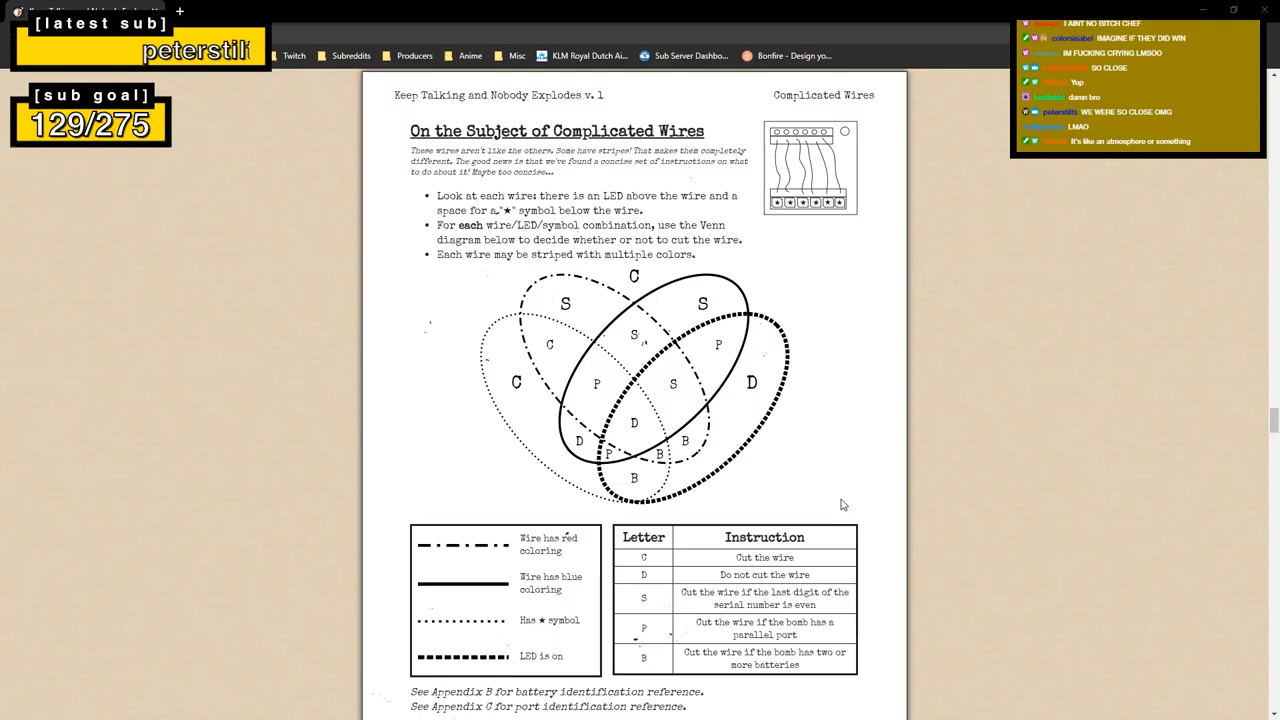 [latest sub]
peterstil
[sub goal]
129/275
Twitch
Subreddits
Prospecters
Anime
Misc
KLM Royal Dutch Ai...
Sub Server Dashbo...
Bonfire - Design yo...
I AINT NO BITCH CHEF
colorsisabel IMAGINE IF THEY DID WIN
IM FUCKING CRYING LMSOO
SO CLOSE
Yup
damn bro
peterstilts WE WERE SO CLOSE OMG
LMAO
It's like an atmosphere or something
Keep Talking and Nobody Explodes v. 1
Complicated Wires
On the Subject of Complicated Wires
These wires aren't like the others. Some have stripes! That makes them completely
different. The good news is that we've found a concise set of instructions on what
to do about it! Maybe too concise...
• Look at each wire: there is an LED above the wire and a
space for a "★" symbol below the wire.
• For each wire/LED/symbol combination, use the Venn
diagram below to decide whether or not to cut the wire.
• Each wire may be striped with multiple colors.
C
S S
S
C P
C P S D
D
D B
P B
B
Wire has red
coloring
Wire has blue
coloring
Has ★ symbol
LED is on
Letter Instruction
C Cut the wire
D Do not cut the wire
S Cut the wire if the last digit of the
serial number is even
P Cut the wire if the bomb has a
parallel port
B Cut the wire if the bomb has two or
more batteries
See Appendix B for battery identification reference.
See Appendix C for port identification reference.